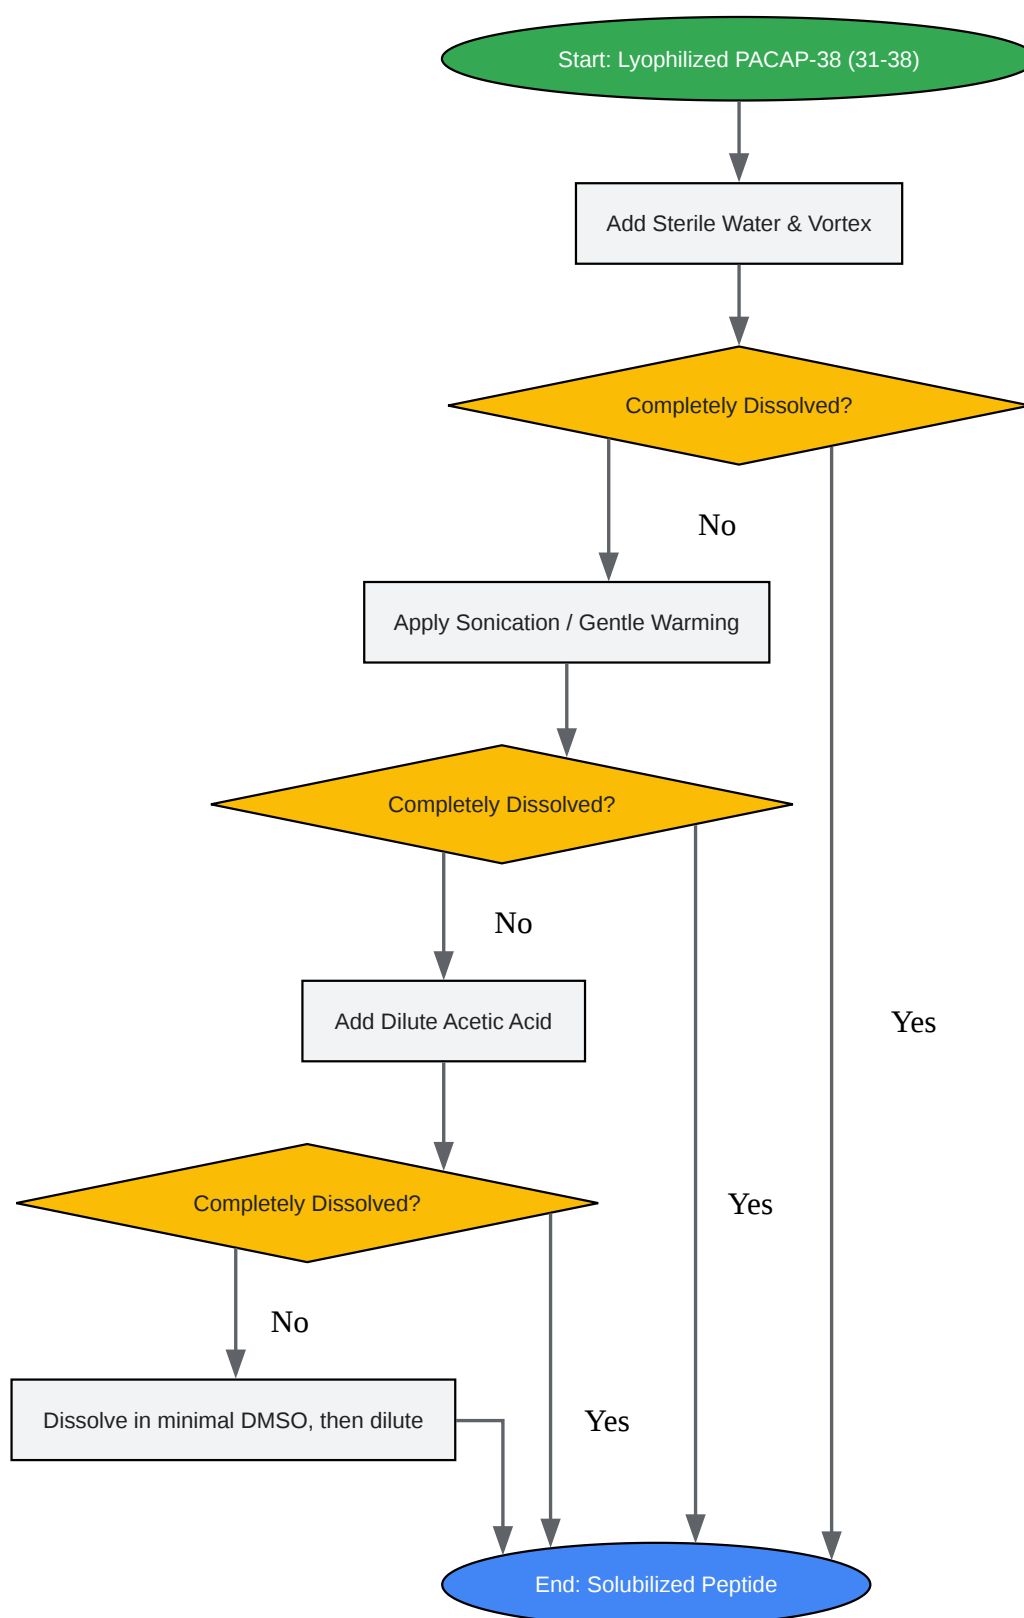 Start: Lyophilized PACAP-38 (31-38)
Add Sterile Water & Vortex
Completely Dissolved?
No
Apply Sonication / Gentle Warming
Completely Dissolved?
No
Add Dilute Acetic Acid
Yes
Completely Dissolved?
Yes
No
Dissolve in minimal DMSO, then dilute
Yes
End: Solubilized Peptide